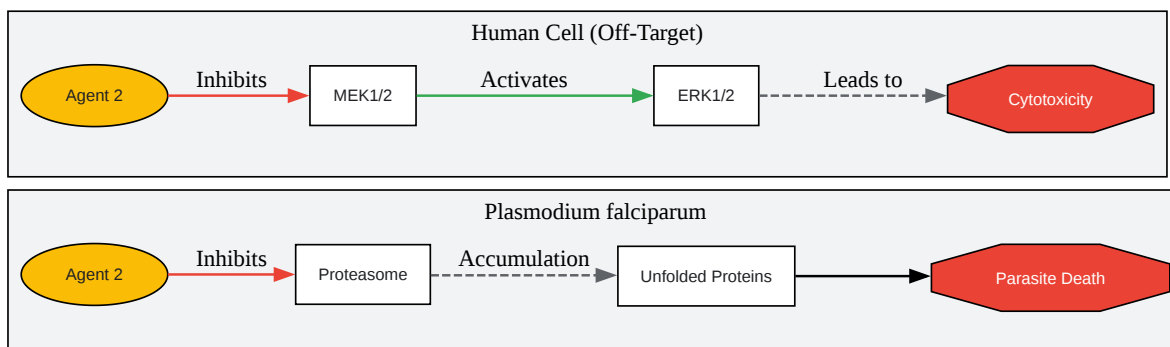 Human Cell (Off-Target)
Agent 2
Inhibits
MEK1/2
Activates
ERK1/2
Leads to
Cytotoxicity
Plasmodium falciparum
Agent 2
Inhibits
Proteasome
Accumulation
Unfolded Proteins
Parasite Death